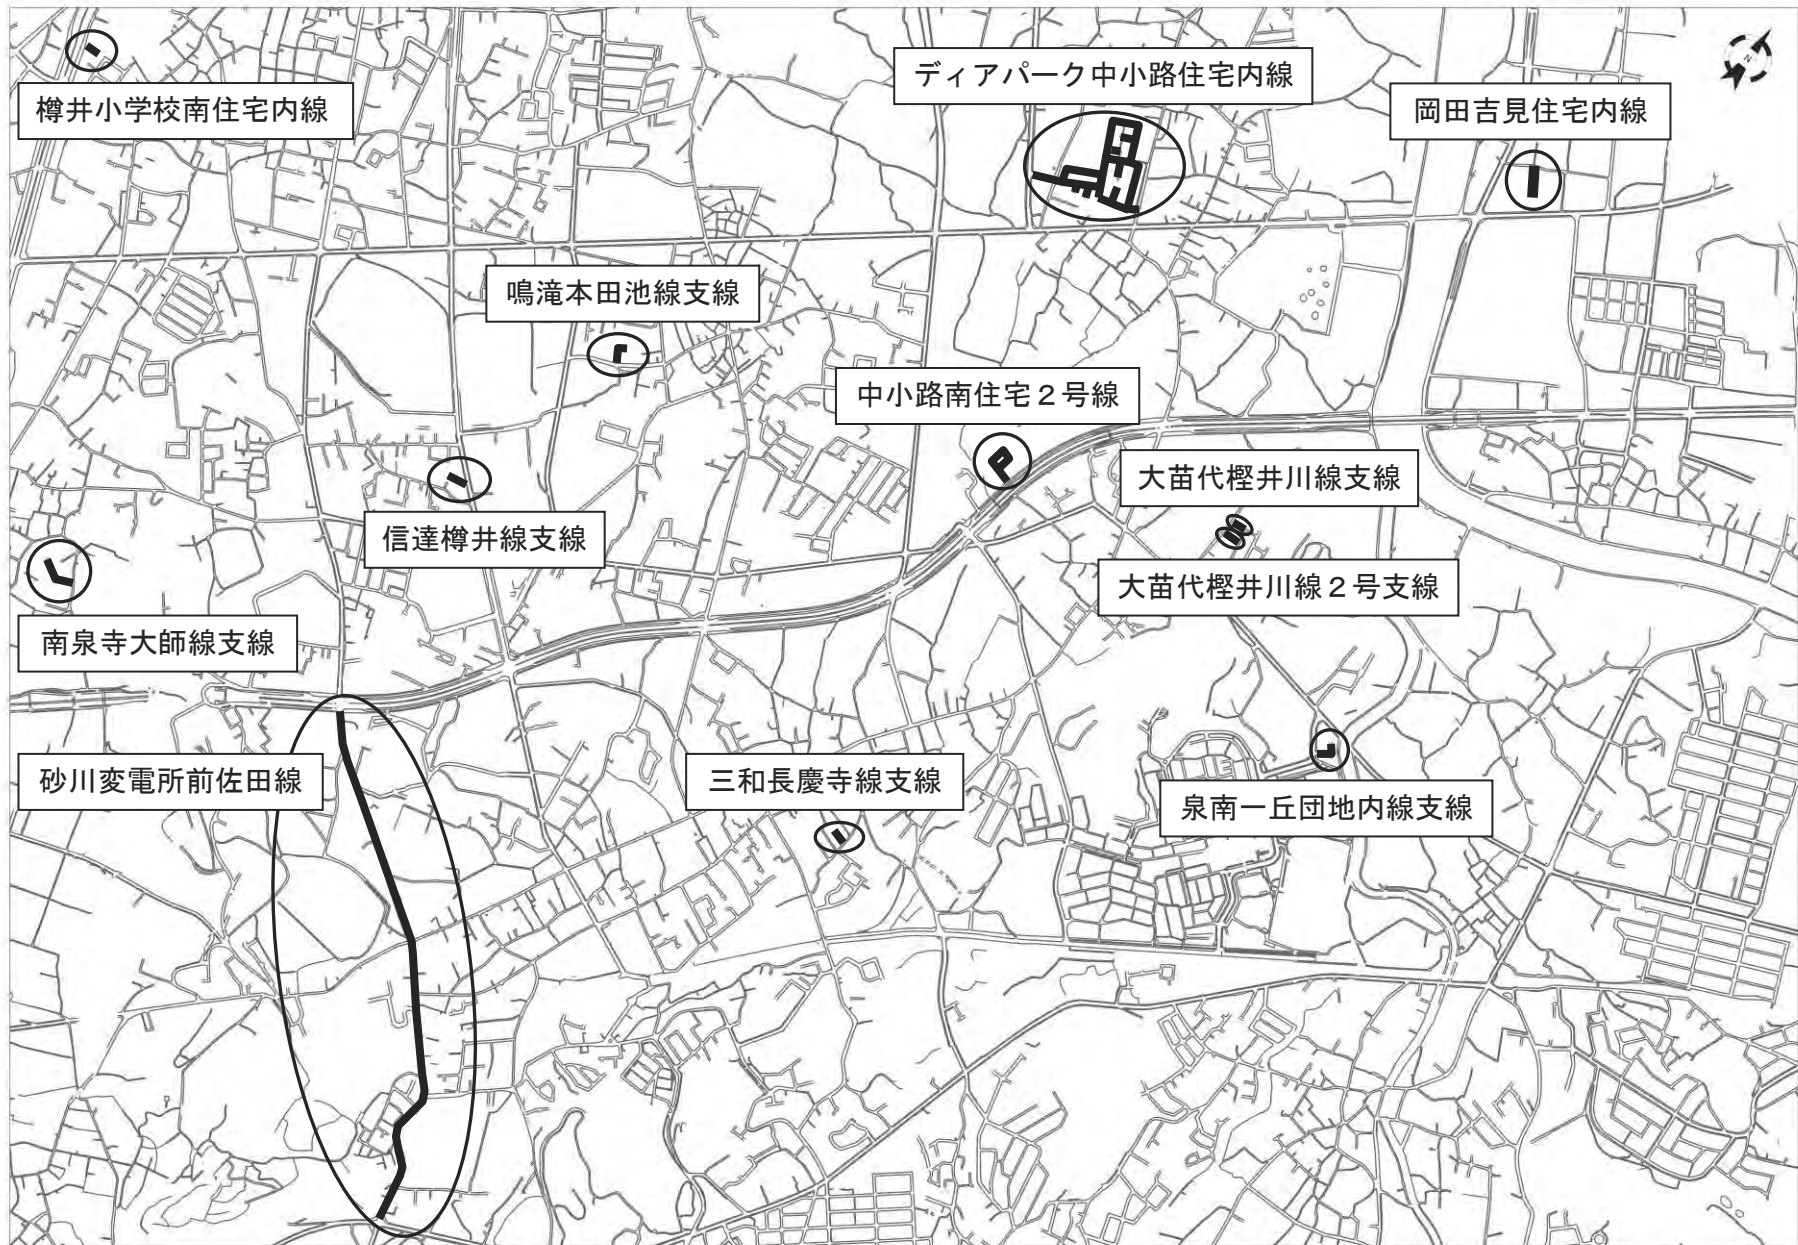 ディアパーク中小路住宅内線
樽井小学校南住宅内線
岡田吉見住宅内線
N
鳴滝本田池線支線
中小路南住宅２号線
大苗代樫井川線支線
信達樽井線支線
大苗代樫井川線２号支線
南泉寺大師線支線
砂川変電所前佐田線
三和長慶寺線支線
泉南一丘団地内線支線